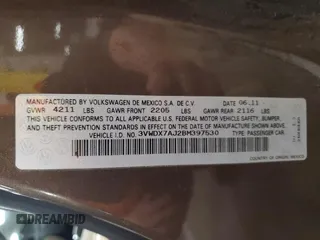 MANUFACTURED BY VOLKSWAGEN DE MEXICO S.A. DE C.V. DATE 06.11
GVWR 4211 LBS GAWR FRONT 2205 LBS GAWR REAR 2116 LBS
THIS VEHICLE CONFORMS TO ALL APPLICABLE U.S. FEDERAL MOTOR VEHICLE SAFETY, BUMPER,
AND THEFT PREVENTION STANDARDS IN EFFECT ON THE DATE OF MANUFACTURE SHOWN ABOVE.
VEHICLE I.D. NO.: 3VWDX7AJ2BM397530 TYPE: PASSENGER CAR
DREAMBID